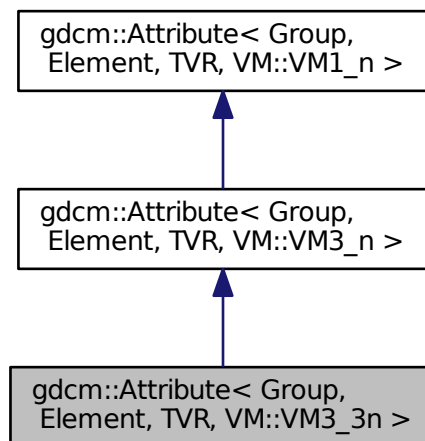 gdcm::Attribute< Group,
Element, TVR, VM::VM1_n >
gdcm::Attribute< Group,
Element, TVR, VM::VM3_n >
gdcm::Attribute< Group,
Element, TVR, VM::VM3_3n >